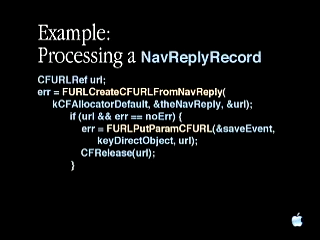 Example:
Processing a NavReplyRecord
CFURLRef url;
err = FURLCreateCFURLFromNavReply(
kCFAllocatorDefault, &theNavReply, &url);
if (url && err == noErr) {
err = FURLPutParamCFURL(&saveEvent,
keyDirectObject, url);
CFRelease(url);
}